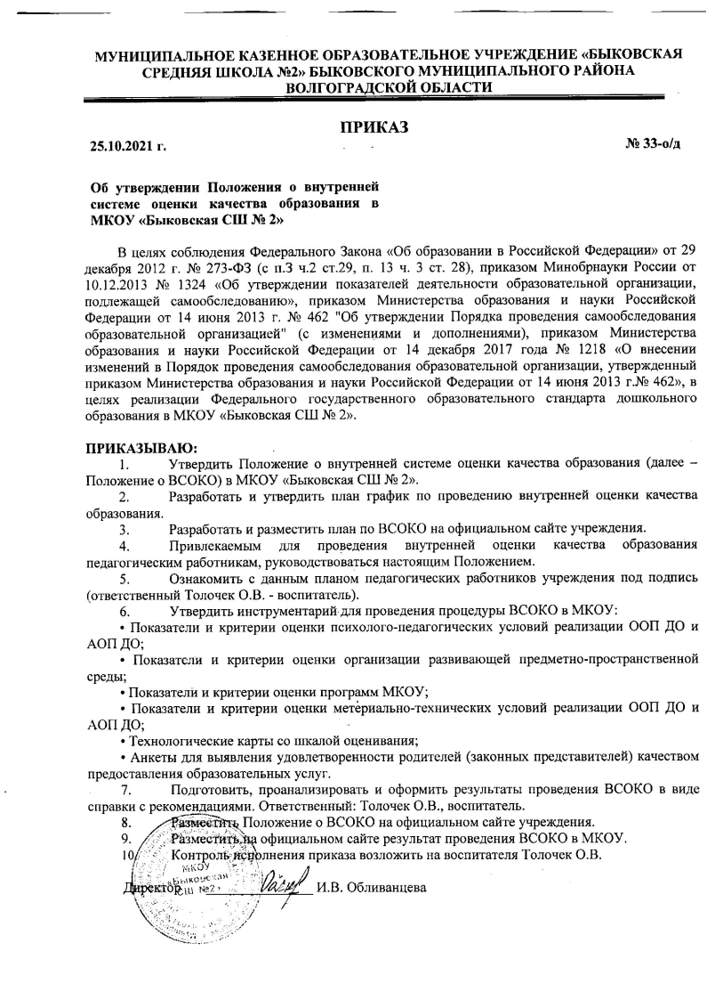 МУНИЦИПАЛЬНОЕ КАЗЕННОЕ ОБРАЗОВАТЕЛЬНОЕ УЧРЕЖДЕНИЕ «БЫКОВСКАЯ
СРЕДНЯЯ ШКОЛА №2» БЫКОВСКОГО МУНИЦИПАЛЬНОГО РАЙОНА
ВОЛГОГРАДСКОЙ ОБЛАСТИ
ПРИКАЗ
25.10.2021 г. № 33-о/д
Об утверждении Положения о внутренней
системе оценки качества образования в
МКОУ «Быковская СШ № 2»
В целях соблюдения Федерального Закона «Об образовании в Российской Федерации» от 29
декабря 2012 г. № 273-ФЗ (с п.3 ч.2 ст.29, п. 13 ч. 3 ст. 28), приказом Минобрнауки России от
10.12.2013 № 1324 «Об утверждении показателей деятельности образовательной организации,
подлежащей самообследованию», приказом Министерства образования и науки Российской
Федерации от 14 июня 2013 г. № 462 "Об утверждении Порядка проведения самообследования
образовательной организацией" (с изменениями и дополнениями), приказом Министерства
образования и науки Российской Федерации от 14 декабря 2017 года № 1218 «О внесении
изменений в Порядок проведения самообследования образовательной организации, утвержденный
приказом Министерства образования и науки Российской Федерации от 14 июня 2013 г.№ 462», в
целях реализации Федерального государственного образовательного стандарта дошкольного
образования в МКОУ «Быковская СШ № 2».
ПРИКАЗЫВАЮ:
1. Утвердить Положение о внутренней системе оценки качества образования (далее –
Положение о ВСОКО) в МКОУ «Быковская СШ № 2».
2. Разработать и утвердить план график по проведению внутренней оценки качества
образования.
3. Разработать и разместить план по ВСОКО на официальном сайте учреждения.
4. Привлекаемым для проведения внутренней оценки качества образования
педагогическим работникам, руководствоваться настоящим Положением.
5. Ознакомить с данным планом педагогических работников учреждения под подпись
(ответственный Толочек О.В. - воспитатель).
6. Утвердить инструментарий для проведения процедуры ВСОКО в МКОУ:
• Показатели и критерии оценки психолого-педагогических условий реализации ООП ДО и
АОП ДО;
• Показатели и критерии оценки организации развивающей предметно-пространственной
среды;
• Показатели и критерии оценки программ МКОУ;
• Показатели и критерии оценки метериально-технических условий реализации ООП ДО и
АОП ДО;
• Технологические карты со шкалой оценивания;
• Анкеты для выявления удовлетворенности родителей (законных представителей) качеством
предоставления образовательных услуг.
7. Подготовить, проанализировать и оформить результаты проведения ВСОКО в виде
справки с рекомендациями. Ответственный: Толочек О.В., воспитатель.
8. Разместить Положение о ВСОКО на официальном сайте учреждения.
9. Разместить на официальном сайте результат проведения ВСОКО в МКОУ.
10. Контроль исполнения приказа возложить на воспитателя Толочек О.В.
МКОУ
«Быковская
СШ №2»
Директор И.В. Обливанцева